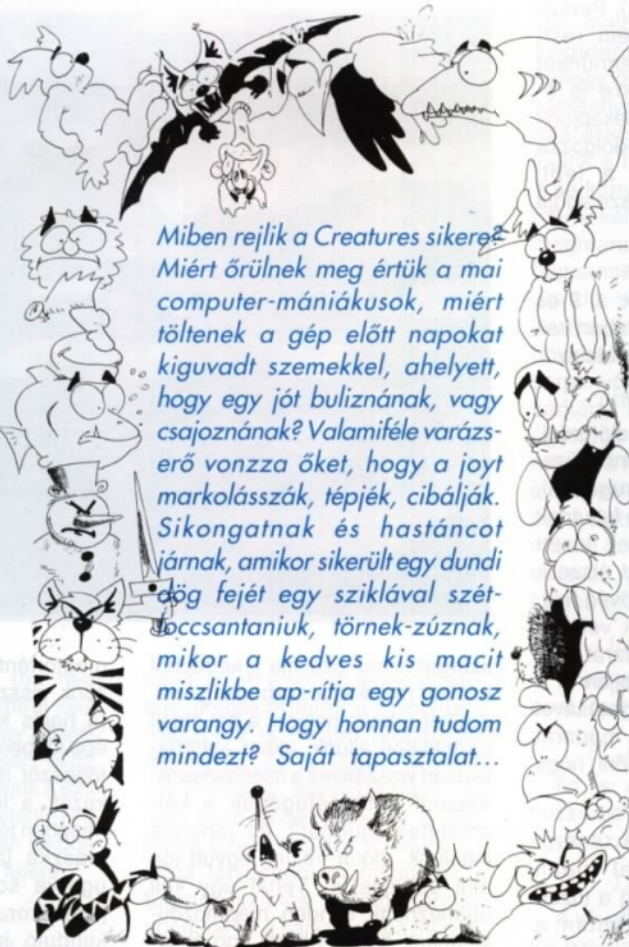 Miben rejlik a Creatures sikere?
Miért őrülnek meg értük a mai
computer-mániákusok, miért
töltenek a gép előtt napokat
kiguvadt szemekkel, ahelyett,
hogy egy jót buliznának, vagy
csajoznának? Valamiféle varázs-
erő vonzza őket, hogy a joyt
markolásszák, tépjék, cibálják.
Sikongatnak és hastáncot
járnak, amikor sikerült egy dundi
dög fejét egy sziklával szét-
loccsantaniuk, törnek-zúznak,
mikor a kedves kis macit
miszlikbe ap-rítja egy gonosz
varangy. Hogy honnan tudom
mindezt? Saját tapasztalat...